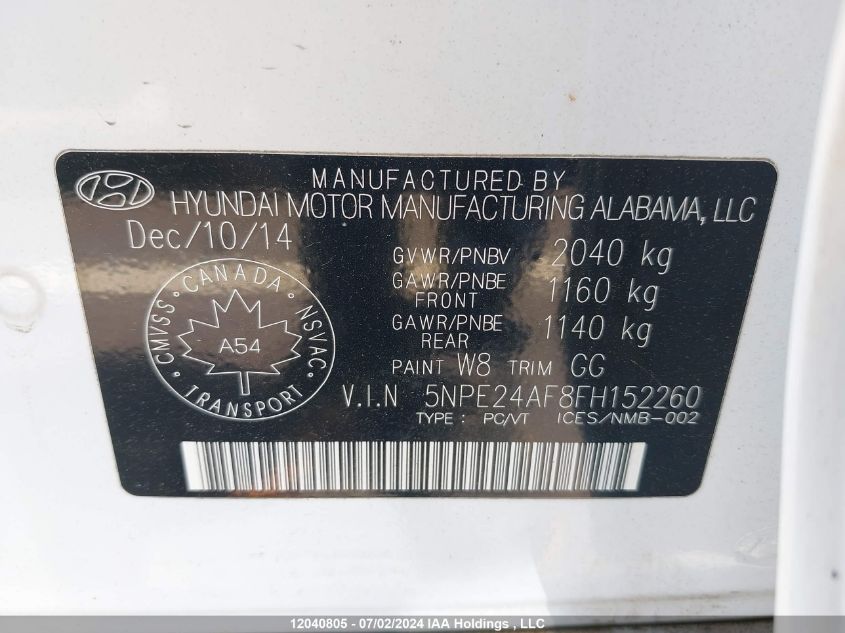 MANUFACTURED BY
HYUNDAI MOTOR MANUFACTURING ALABAMA, LLC
Dec/10/14
GVWR/PNBV 2040 kg
GAWR/PNBE FRONT 1160 kg
GAWR/PNBE REAR 1140 kg
PAINT W8 TRIM GG
V.I.N 5NPE24AF8FH152260
TYPE : PC/VT ICES/NMB-002
CANADA
CMVSS · NSVAC
A54
TRANSPORT
12040805 - 07/02/2024 IAA Holdings , LLC